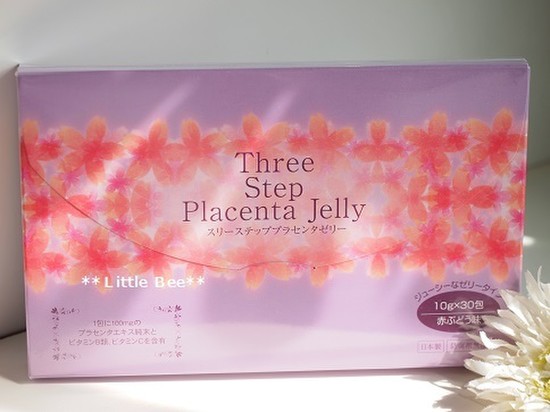 Three
Step
Placenta Jelly
スリーステッププラセンタゼリー
**Little Bee**
ジューシーなゼリータイ
10g×30包
赤ぶどう味
1包に100mgの
プラセンタエキス純末と
ビタミンB類、ビタミンCを含有
日本製